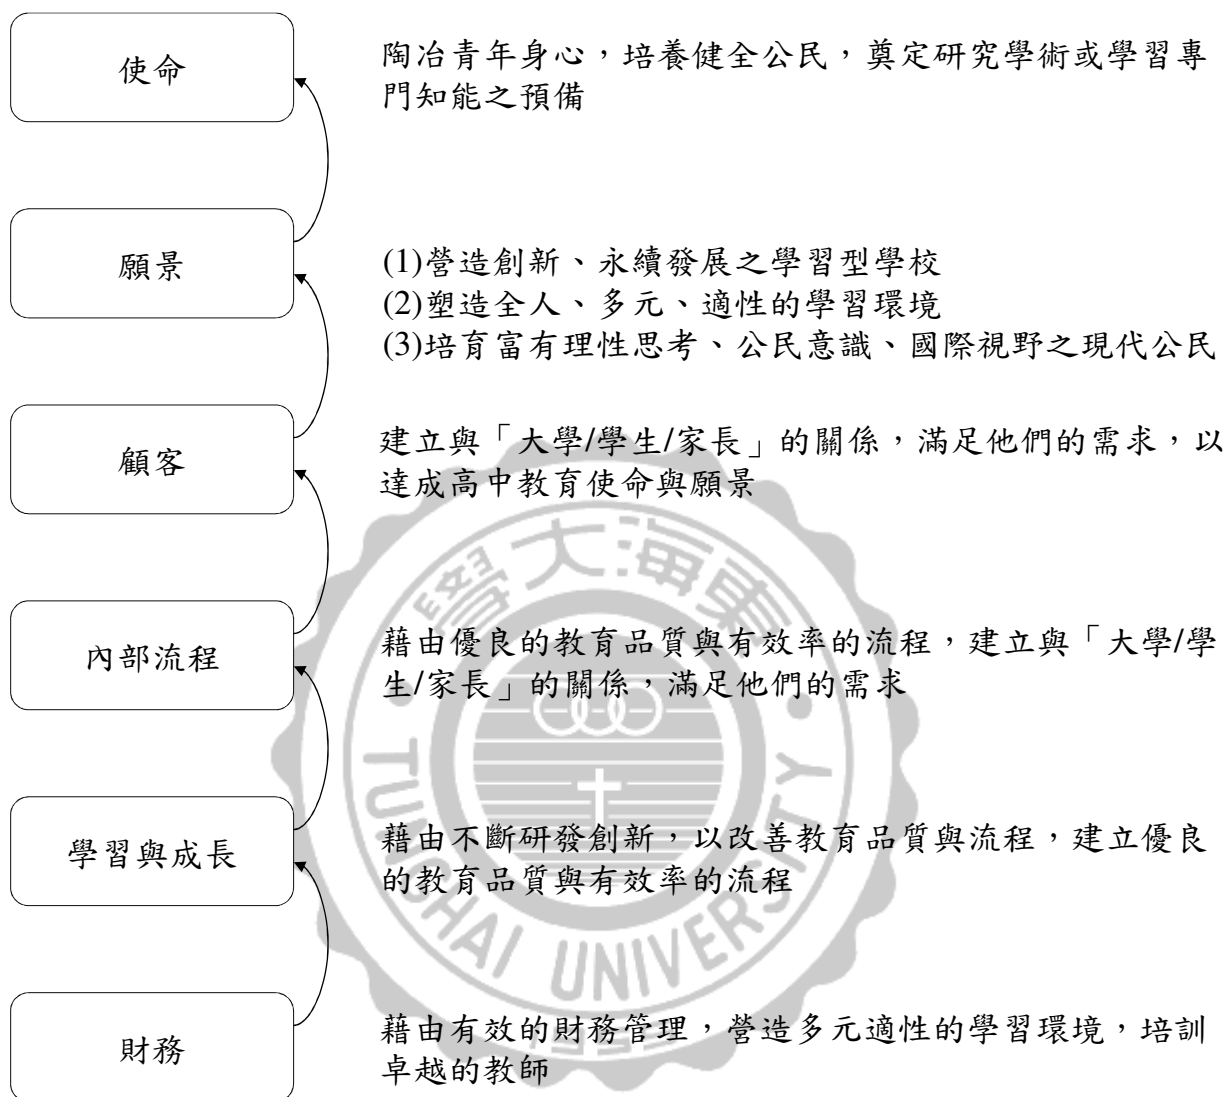 使命
陶冶青年身心，培養健全公民，奠定研究學術或學習專
門知能之預備
願景
(1)營造創新、永續發展之學習型學校
(2)塑造全人、多元、適性的學習環境
(3)培育富有理性思考、公民意識、國際視野之現代公民
顧客
建立與「大學/學生/家長」的關係，滿足他們的需求，以
達成高中教育使命與願景
學大海東
內部流程
藉由優良的教育品質與有效率的流程，建立與「大學/學
生/家長」的關係，滿足他們的需求
學習與成長
藉由不斷研發創新，以改善教育品質與流程，建立優良
的教育品質與有效率的流程
TUNGHAI UNIVERSITY
財務
藉由有效的財務管理，營造多元適性的學習環境，培訓
卓越的教師
1955